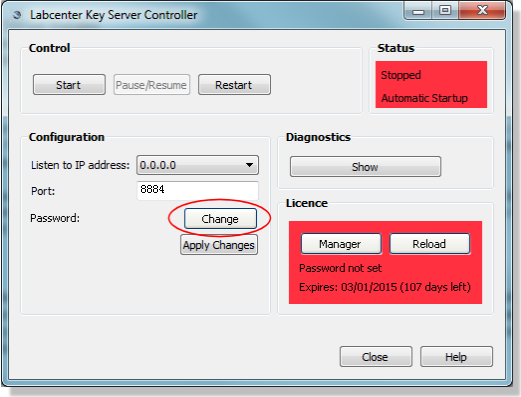 Labcenter Key Server Controller
Control
Start Pause/Resume Restart
Status
Stopped
Automatic Startup
Configuration
Listen to IP address: 0.0.0.0
Port: 8884
Password: Change
Apply Changes
Diagnostics
Show
Licence
Manager Reload
Password not set
Expires: 03/01/2015 (107 days left)
Close Help